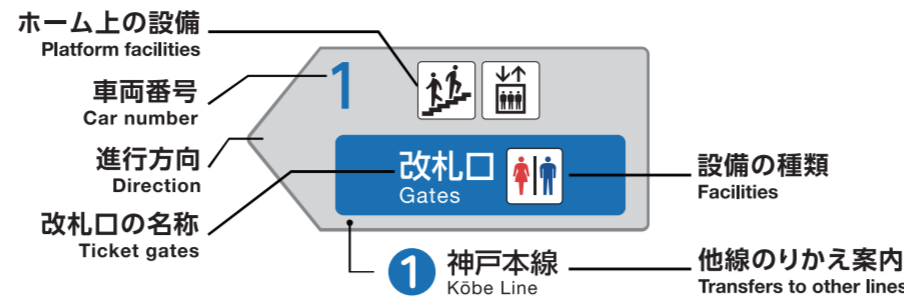 ホーム上の設備
Platform facilities
車両番号
Car number
進行方向
Direction
改札口の名称
Ticket gates
1
改札口
Gates
設備の種類
Facilities
1 神戸本線
Kōbe Line
他線のりかえ案内
Transfers to other lines